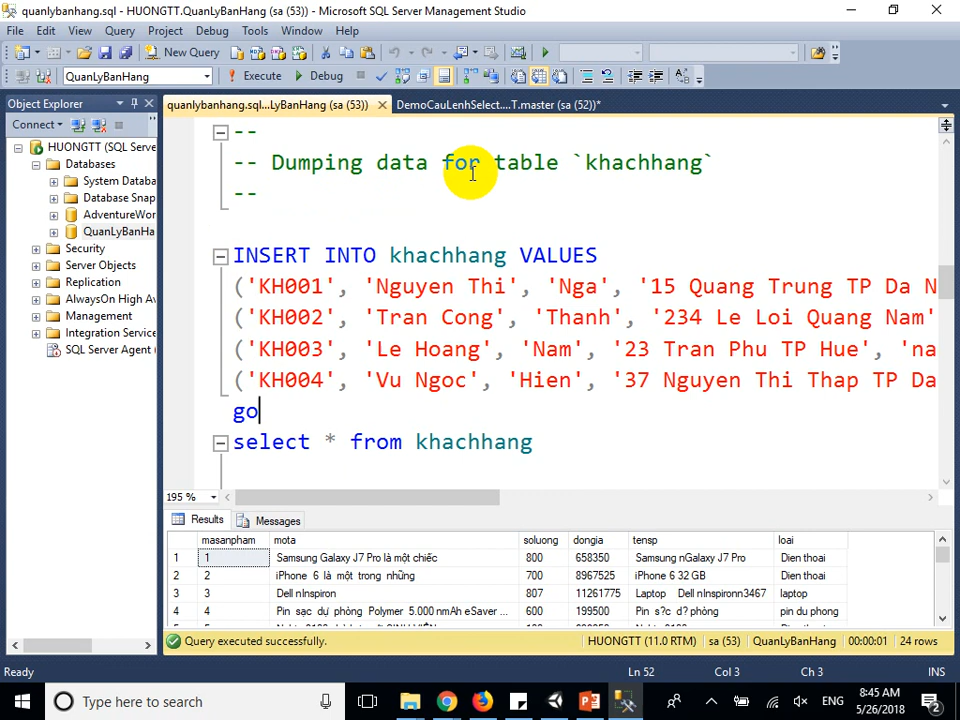 quanlybanhang.sql - HUONGTT.QuanLyBanHang (sa (53)) - Microsoft SQL Server Management Studio
File Edit View Query Project Debug Tools Window Help
New Query
QuanLyBanHang Execute Debug
Object Explorer
quanlybanhang.sql...LyBanHang (sa (53)) DemoCauLenhSelect....T.master (sa (52))*
Connect
HUONGTT (SQL Serve
Databases
System Databa
Database Snap
AdventureWo
QuanLyBanHa
Security
Server Objects
Replication
AlwaysOn High Av
Management
Integration Service
SQL Server Agent (
--
-- Dumping data for table `khachhang`
--
INSERT INTO khachhang VALUES
('KH001', 'Nguyen Thi', 'Nga', '15 Quang Trung TP Da N
('KH002', 'Tran Cong', 'Thanh', '234 Le Loi Quang Nam'
('KH003', 'Le Hoang', 'Nam', '23 Tran Phu TP Hue', 'na
('KH004', 'Vu Ngoc', 'Hien', '37 Nguyen Thi Thap TP Da
go
select * from khachhang
195 %
Results Messages
masanpham mota soluong dongia tensp loai
1 1 Samsung Galaxy J7 Pro là một chiếc 800 658350 Samsung nGalaxy J7 Pro Dien thoai
2 2 iPhone 6 là một trong những 700 8967525 iPhone 6 32 GB Dien thoai
3 3 Dell nInspiron 807 11261775 Laptop Dell nInspironn3467 laptop
4 4 Pin sạc dự phòng Polymer 5.000 mAh eSaver ... 600 199500 Pin s?c d? phòng pin du phong
Query executed successfully. HUONGTT (11.0 RTM) sa (53) QuanLyBanHang 00:00:01 24 rows
Ready Ln 52 Col 3 Ch 3 INS
Type here to search
ENG
8:45 AM
5/26/2018
2